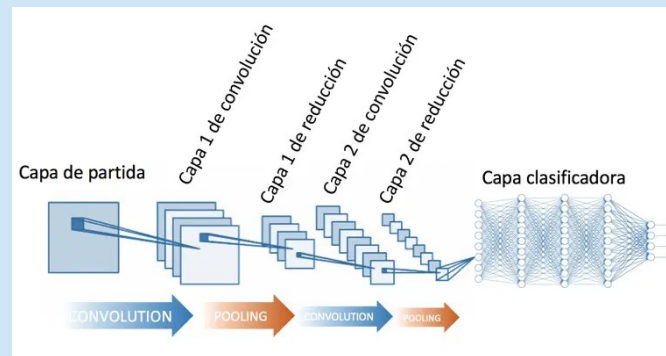 Capa de partida
Capa 1 de convolución
Capa 1 de reducción
Capa 2 de convolución
Capa 2 de reducción
Capa clasificadora
CONVOLUTION
POOLING
CONVOLUTION
POOLING